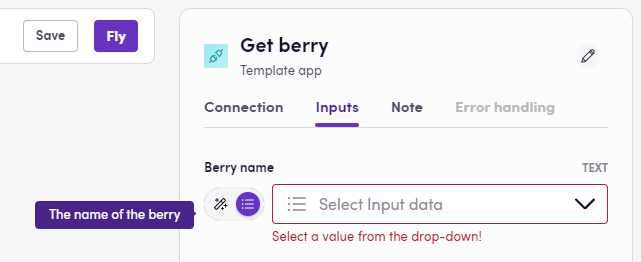 Save
Fly
Get berry
Template app
Connection
Inputs
Note
Error handling
Berry name
TEXT
The name of the berry
Select Input data
Select a value from the drop-down!